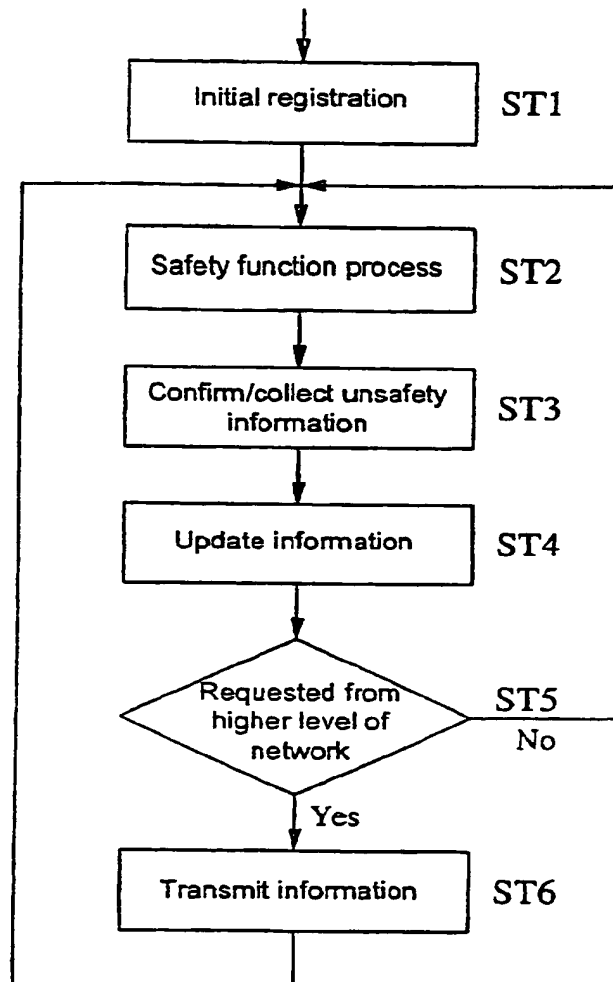 Initial registration
ST1
Safety function process
ST2
Confirm/collect unsafety
information
ST3
Update information
ST4
Requested from
higher level of
network
ST5
No
Yes
Transmit information
ST6